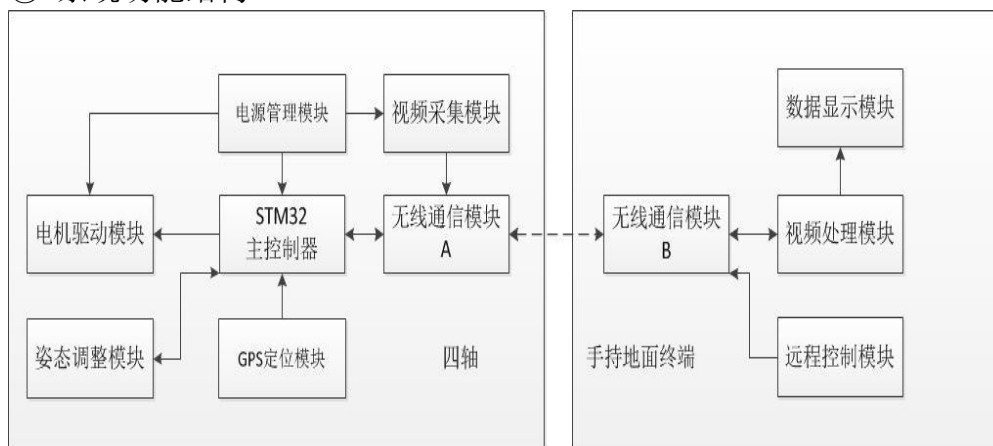 电源管理模块
视频采集模块
数据显示模块
电机驱动模块
STM32
主控制器
无线通信模块
A
无线通信模块
B
视频处理模块
姿态调整模块
GPS定位模块
四轴
手持地面终端
远程控制模块